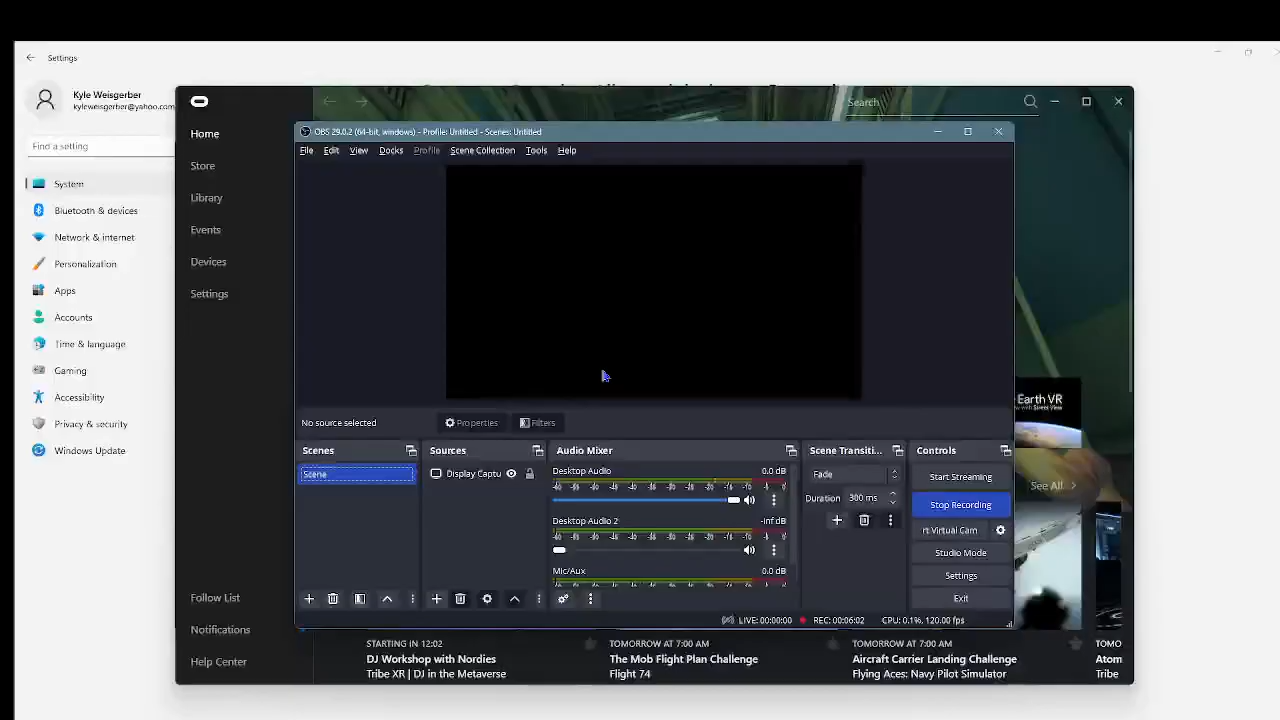 Settings
Kyle Weisgerber
kyleweisgerber@yahoo.com
Find a setting
System
Bluetooth & devices
Network & internet
Personalization
Apps
Accounts
Time & language
Gaming
Accessibility
Privacy & security
Windows Update
Home
Store
Library
Events
Devices
Settings
Follow List
Notifications
Help Center
Search
OBS 29.0.2 (64-bit, windows) - Profile: Untitled - Scenes: Untitled
File Edit View Docks Profile Scene Collection Tools Help
No source selected
Properties
Filters
Scenes
Scene
Sources
Display Captu
Audio Mixer
Desktop Audio 0.0 dB
Desktop Audio 2 -inf dB
Mic/Aux 0.0 dB
Scene Transiti...
Fade
Duration 300 ms
Controls
Start Streaming
Stop Recording
rt Virtual Cam
Studio Mode
Settings
Exit
LIVE: 00:00:00 REC: 00:06:02 CPU: 0.1%, 120.00 fps
Earth VR
See All
STARTING IN 12:02
DJ Workshop with Nordies
Tribe XR | DJ in the Metaverse
TOMORROW AT 7:00 AM
The Mob Flight Plan Challenge
Flight 74
TOMORROW AT 7:00 AM
Aircraft Carrier Landing Challenge
Flying Aces: Navy Pilot Simulator
TOMO
Atom
Tribe